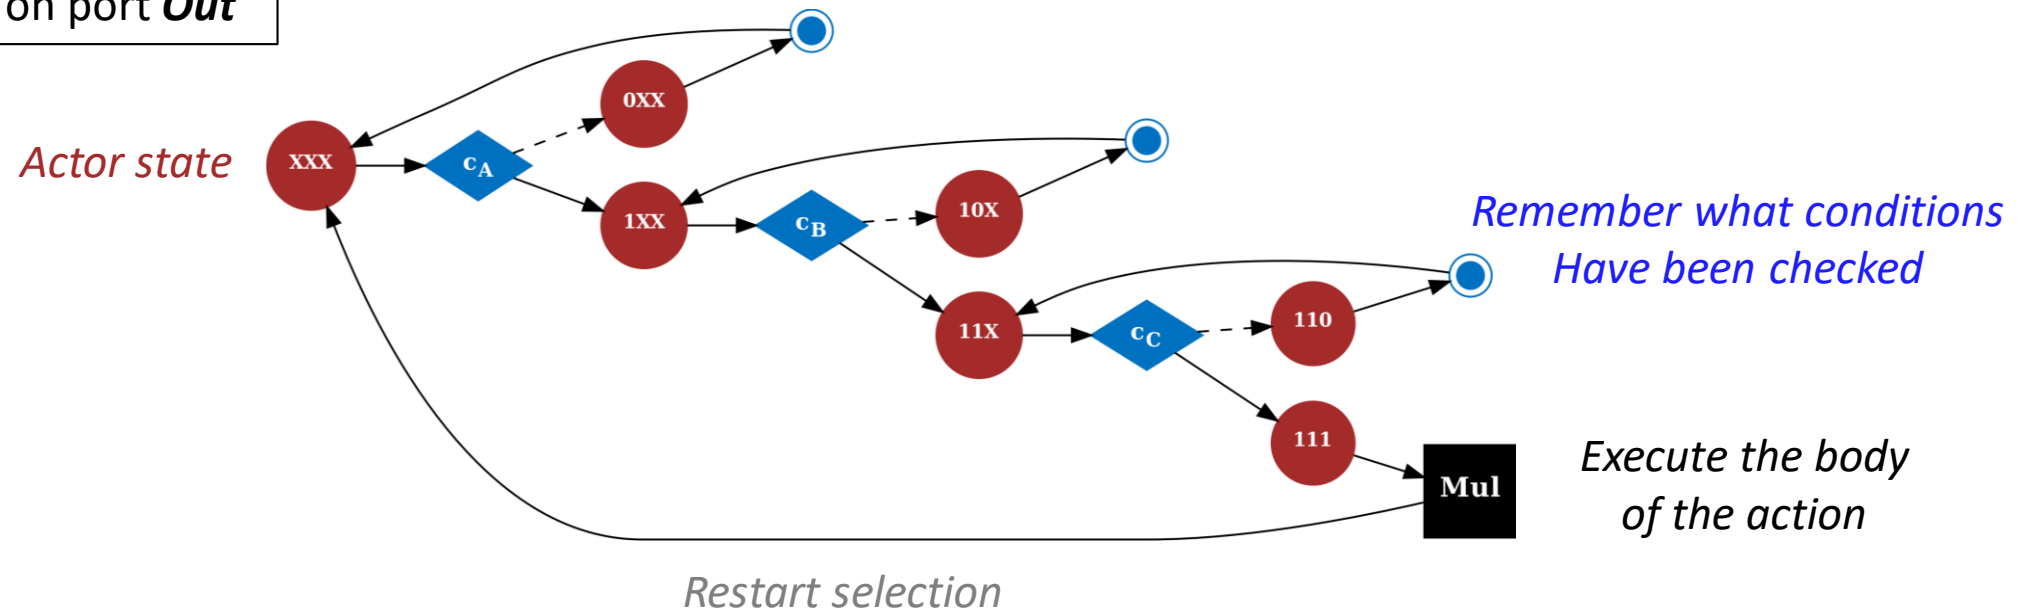 on port Out
0XX
Actor state
XXX
cA
1XX
cB
10X
Remember what conditions
Have been checked
11X
cC
110
111
Mul
Execute the body
of the action
Restart selection